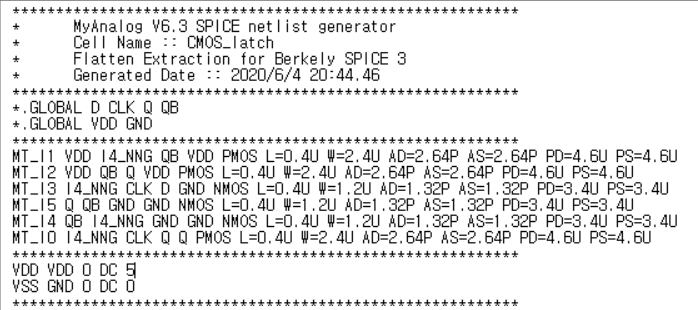 *********************************************************
*       MyAnalog V6.3 SPICE netlist generator
*       Cell Name :: CMOS_latch
*       Flatten Extraction for Berkely SPICE 3
*       Generated Date :: 2020/6/4 20:44.46
*********************************************************
*.GLOBAL D CLK Q QB
*.GLOBAL VDD GND
*********************************************************
MT_I1 VDD I4_NNG QB VDD PMOS L=0.4U W=2.4U AD=2.64P AS=2.64P PD=4.6U PS=4.6U
MT_I2 VDD QB Q VDD PMOS L=0.4U W=2.4U AD=2.64P AS=2.64P PD=4.6U PS=4.6U
MT_I3 I4_NNG CLK D GND NMOS L=0.4U W=1.2U AD=1.32P AS=1.32P PD=3.4U PS=3.4U
MT_I5 Q QB GND GND NMOS L=0.4U W=1.2U AD=1.32P AS=1.32P PD=3.4U PS=3.4U
MT_I4 QB I4_NNG GND GND NMOS L=0.4U W=1.2U AD=1.32P AS=1.32P PD=3.4U PS=3.4U
MT_I0 I4_NNG CLK Q Q PMOS L=0.4U W=2.4U AD=2.64P AS=2.64P PD=4.6U PS=4.6U
*********************************************************
VDD VDD 0 DC 5
VSS GND 0 DC 0
*********************************************************